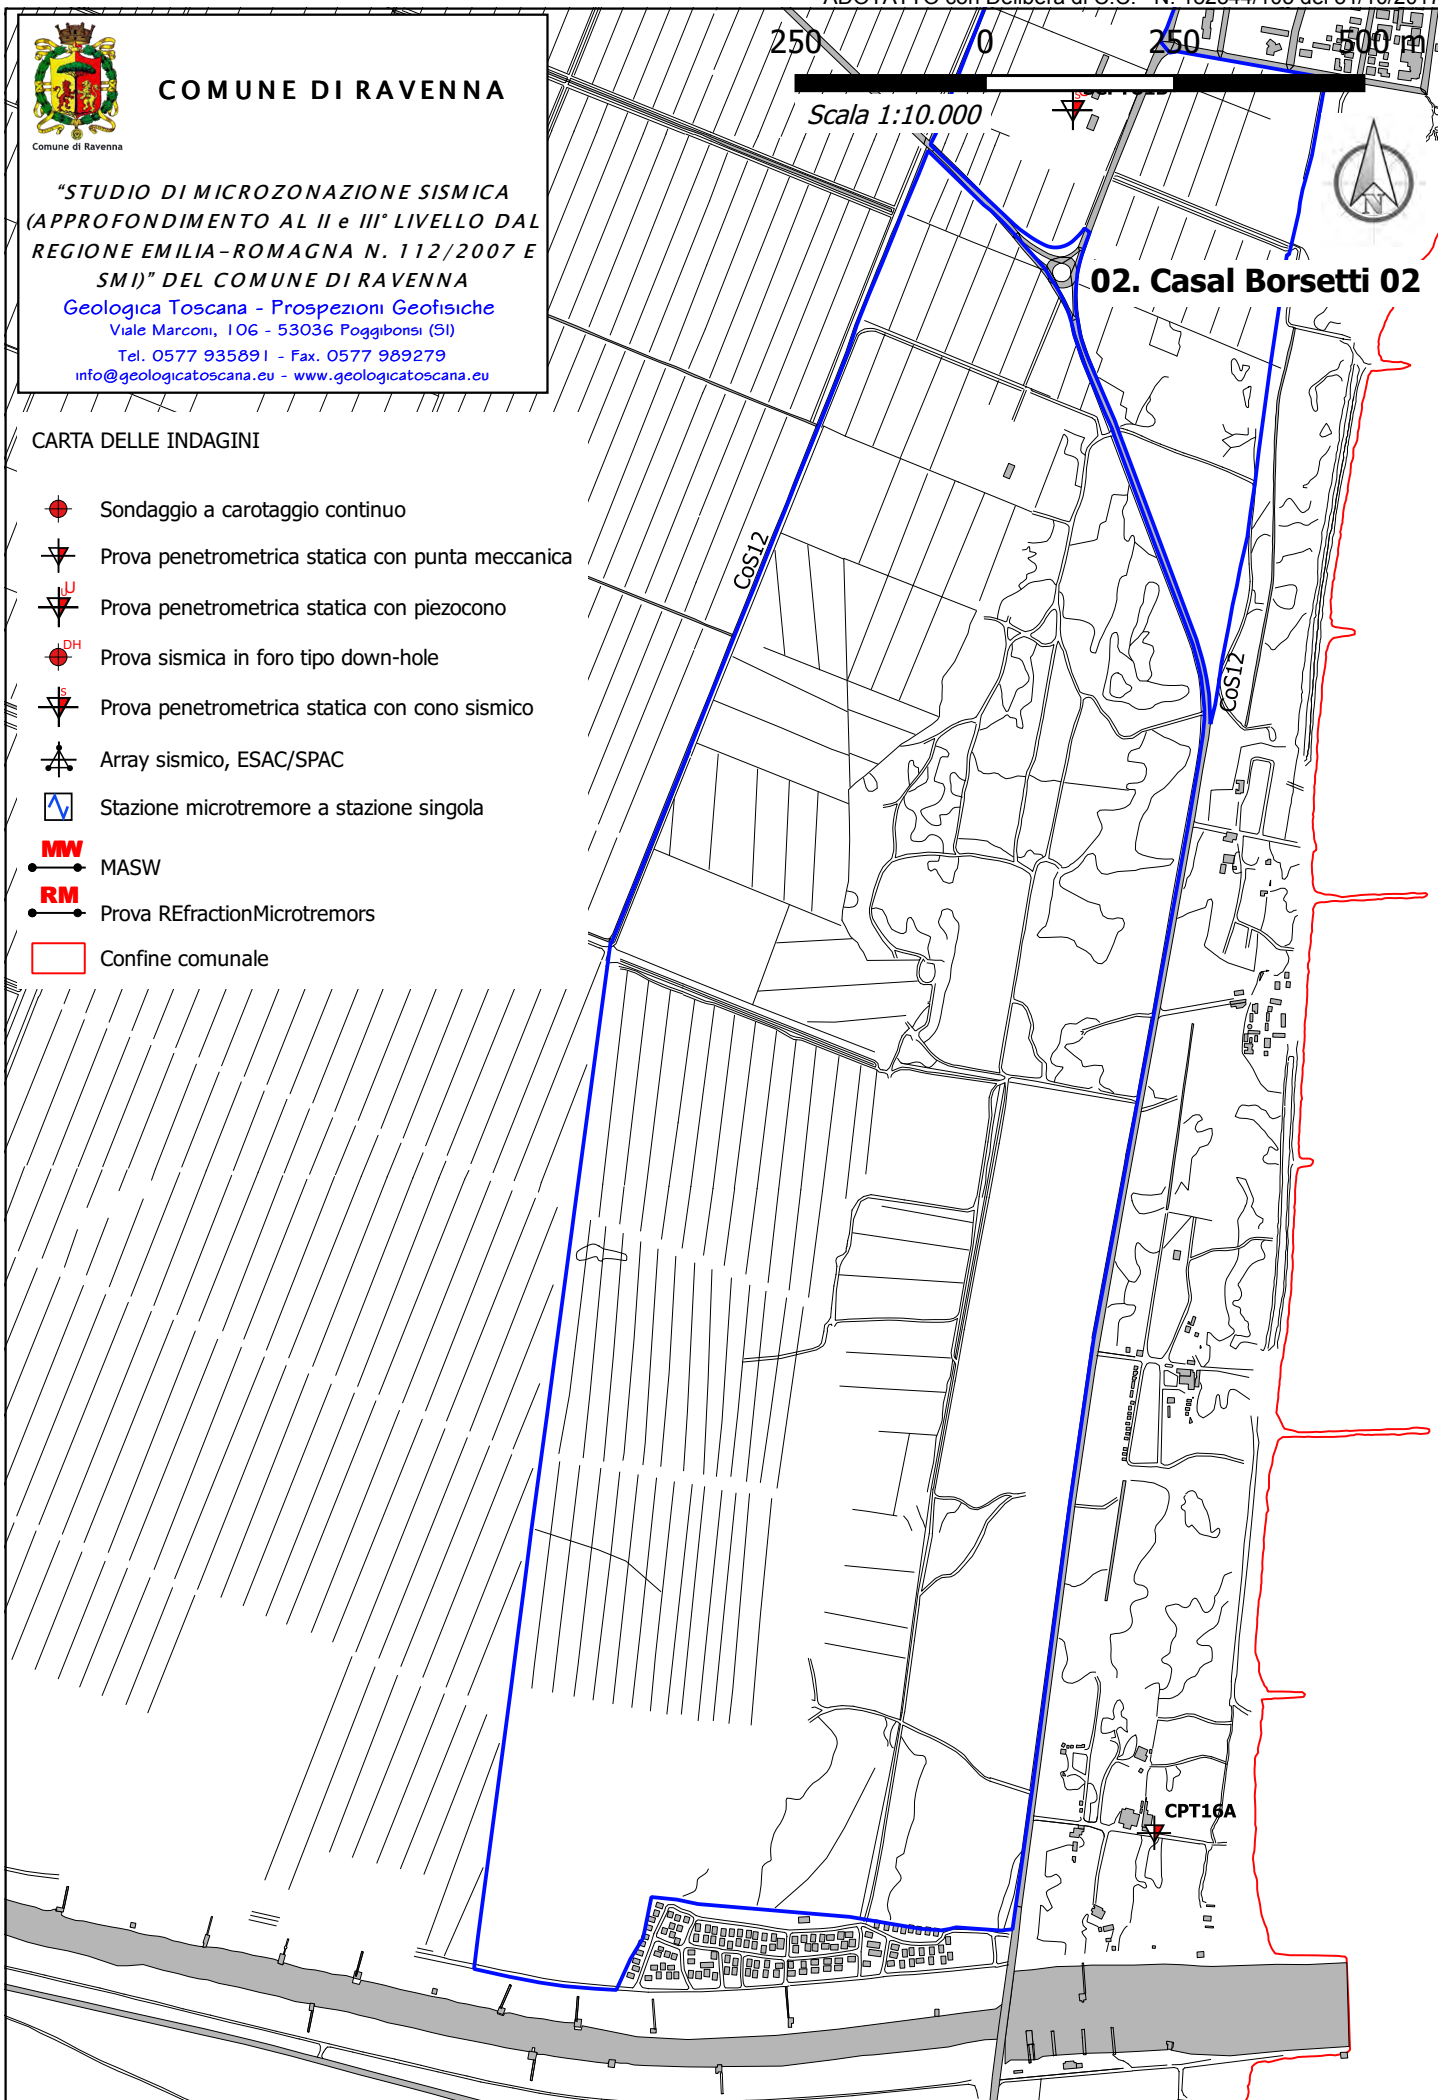 COMUNE DI RAVENNA
Comune di Ravenna
"STUDIO DI MICROZONAZIONE SISMICA
(APPROFONDIMENTO AL II e III° LIVELLO DAL
REGIONE EMILIA-ROMAGNA N. 112/2007 E
SMI)" DEL COMUNE DI RAVENNA
Geologica Toscana - Prospezioni Geofisiche
Viale Marconi, 106 - 53036 Poggibonsi (SI)
Tel. 0577 935891 - Fax. 0577 989279
info@geologicatoscana.eu - www.geologicatoscana.eu
250 0 250 500 m
Scala 1:10.000
N
02. Casal Borsetti 02
CARTA DELLE INDAGINI
Sondaggio a carotaggio continuo
Prova penetrometrica statica con punta meccanica
U Prova penetrometrica statica con piezocono
DH Prova sismica in foro tipo down-hole
S Prova penetrometrica statica con cono sismico
Array sismico, ESAC/SPAC
Stazione microtremore a stazione singola
MW MASW
RM Prova REfractionMicrotremors
Confine comunale
CoS12
CoS12
CPT16A